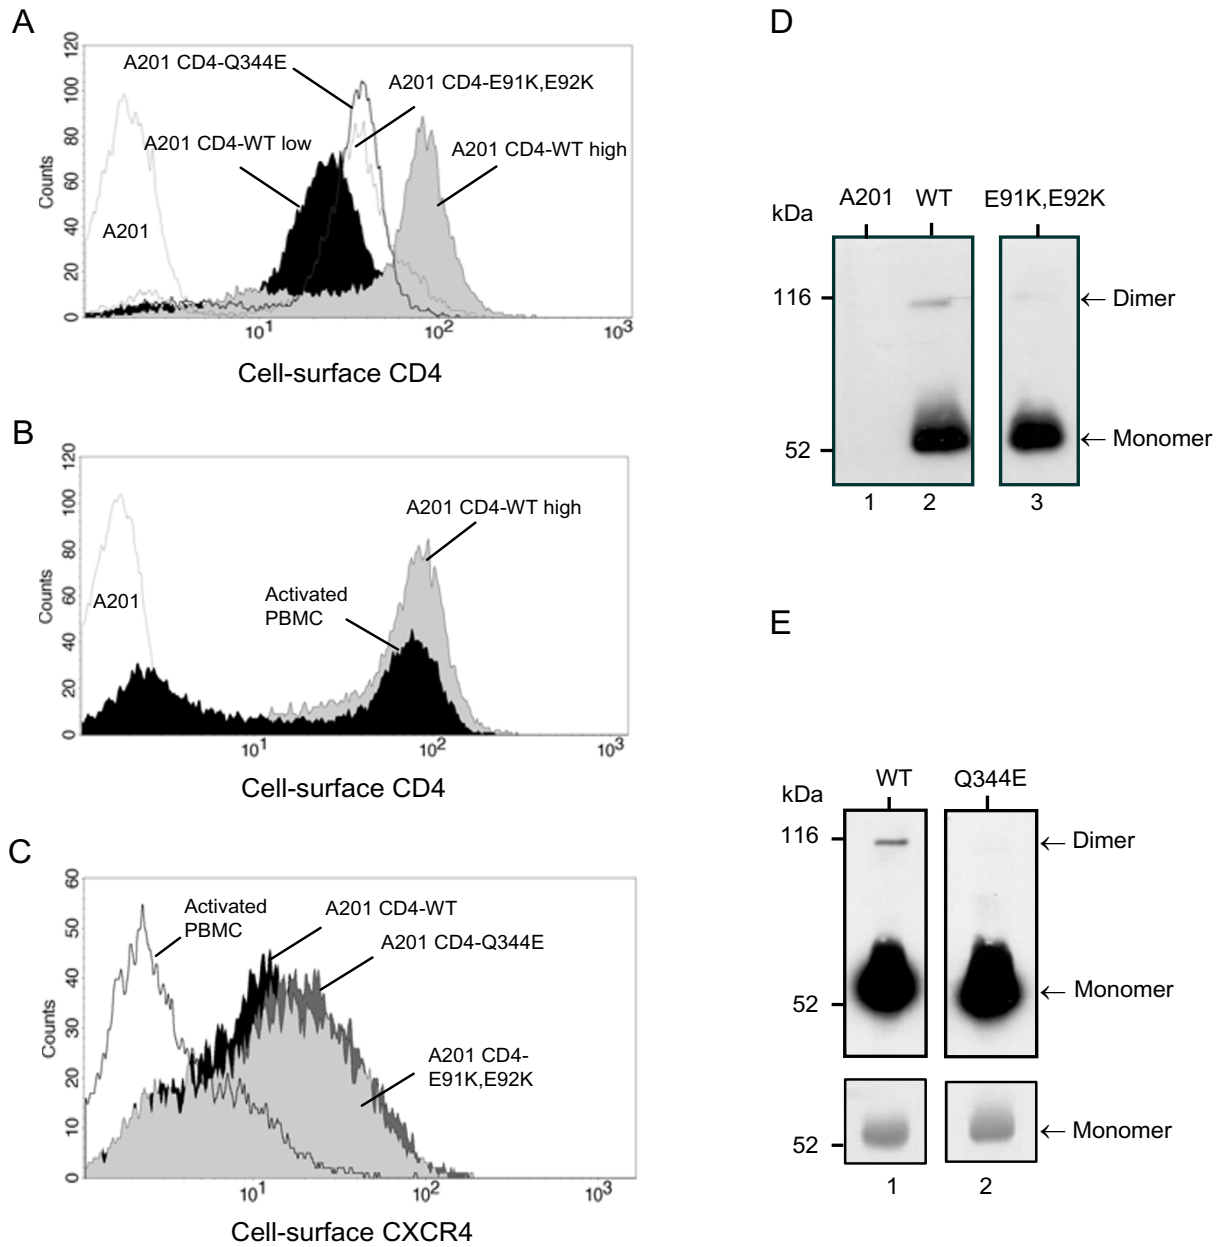 A
120
100
80
60
40
20
0
Counts
A201 CD4-Q344E
A201 CD4-E91K,E92K
A201 CD4-WT low
A201 CD4-WT high
A201
10¹
10²
10³
Cell-surface CD4
B
120
100
80
60
40
20
0
Counts
A201 CD4-WT high
Activated
PBMC
A201
10¹
10²
10³
Cell-surface CD4
C
60
50
40
30
20
10
0
Counts
Activated
PBMC
A201 CD4-WT
A201 CD4-Q344E
A201 CD4-
E91K,E92K
10¹
10²
10³
Cell-surface CXCR4
D
kDa
A201
WT
E91K,E92K
116
← Dimer
52
← Monomer
1
2
3
E
kDa
WT
Q344E
116
← Dimer
52
← Monomer
52
← Monomer
1
2